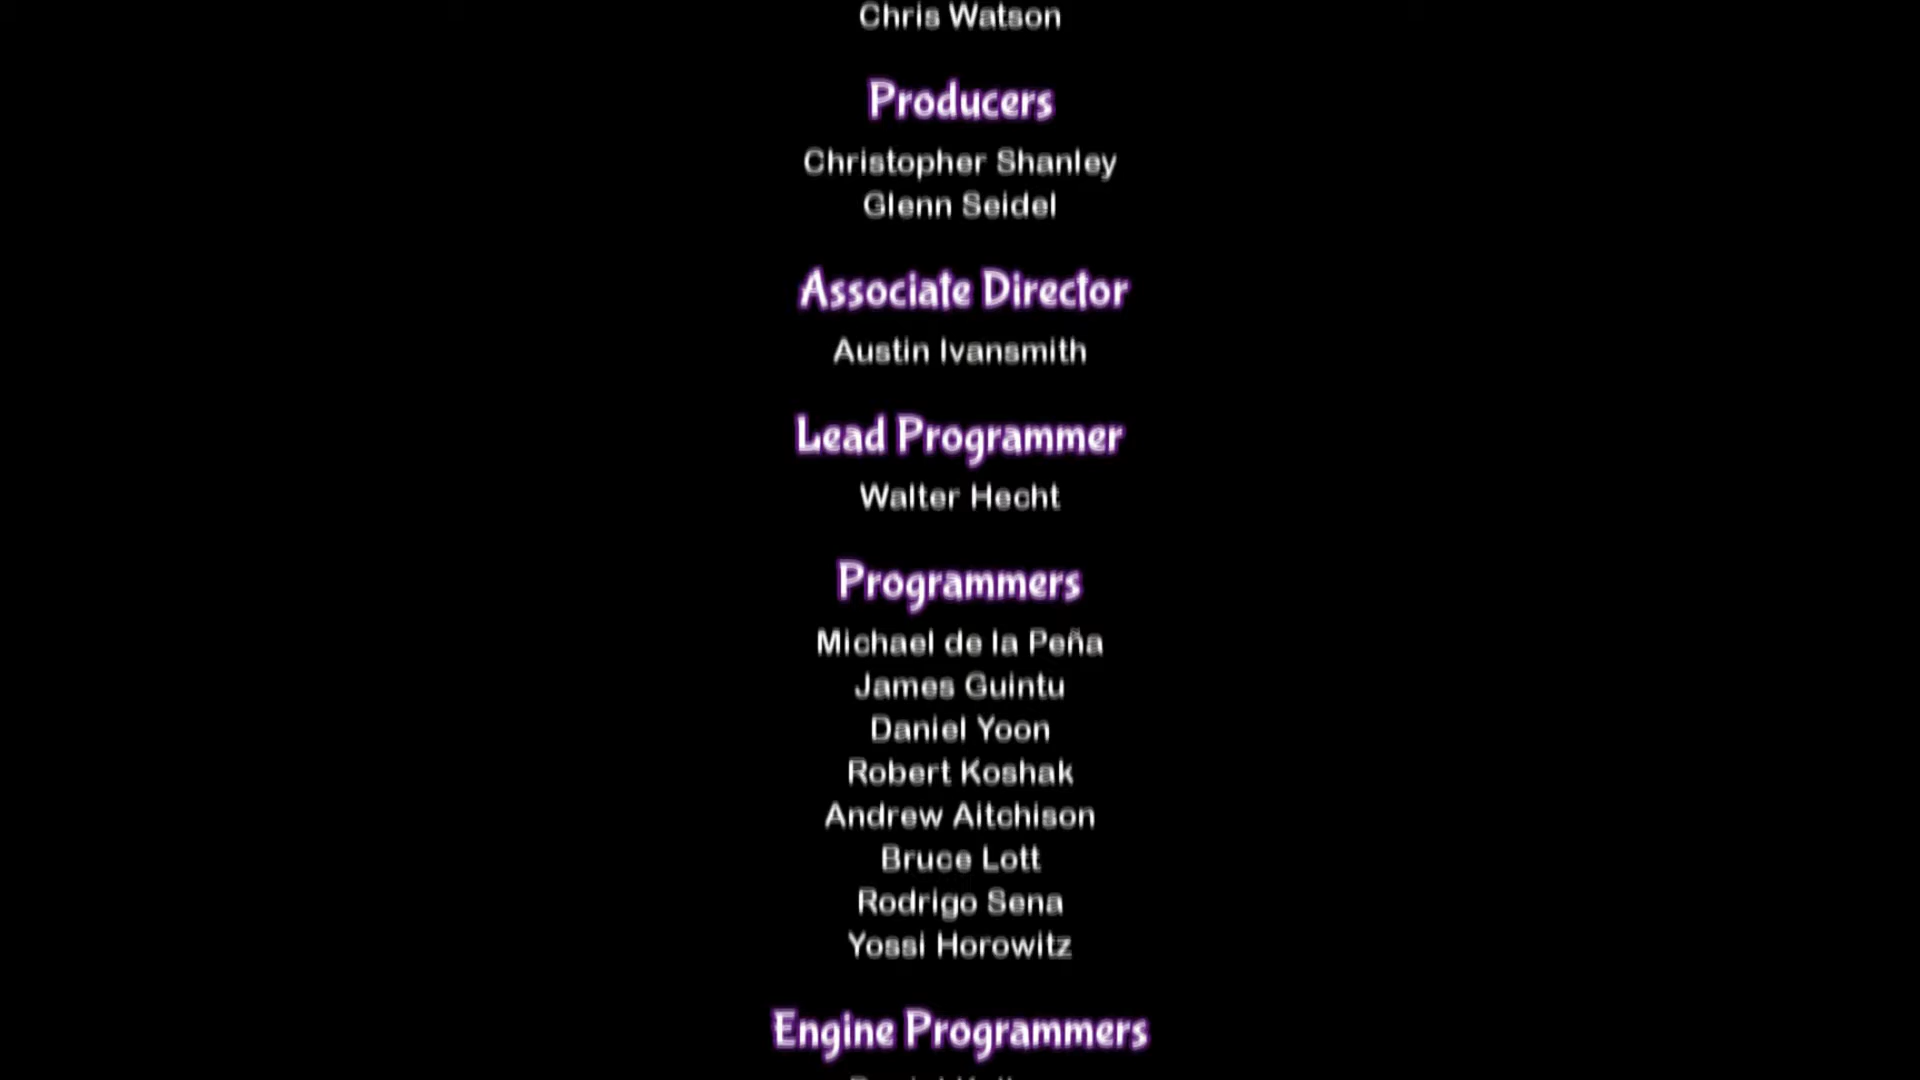 Chris Watson
Producers
Christopher Shanley
Glenn Seidel
Associate Director
Austin Ivansmith
Lead Programmer
Walter Hecht
Programmers
Michael de la Peña
James Guintu
Daniel Yoon
Robert Koshak
Andrew Aitchison
Bruce Lott
Rodrigo Sena
Yossi Horowitz
Engine Programmers